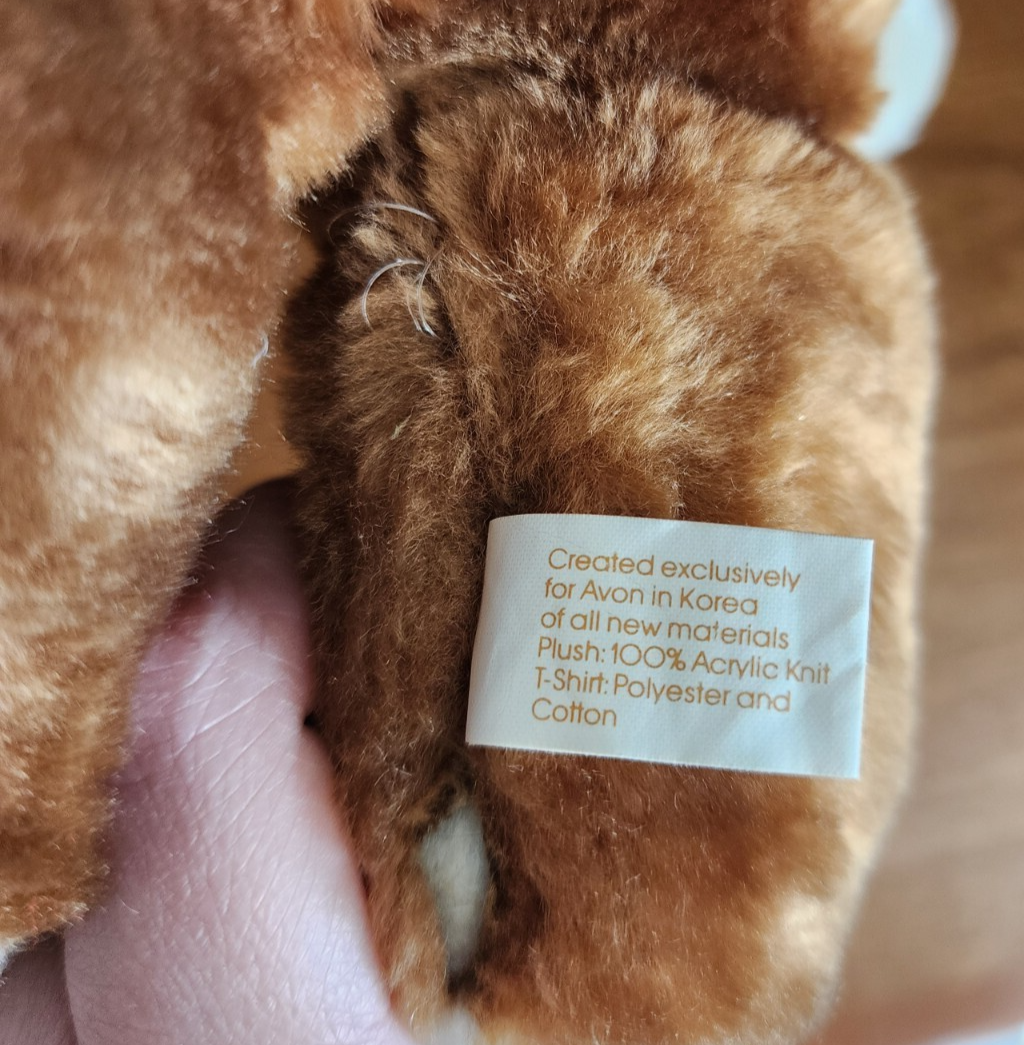 Created exclusively
for Avon in Korea
of all new materials
Plush: 100% Acrylic Knit
T-Shirt: Polyester and
Cotton